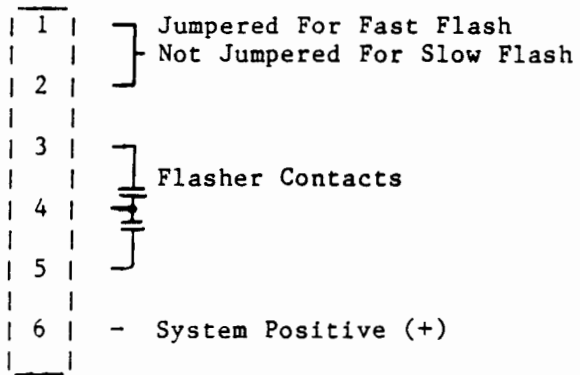 1 Jumpered For Fast Flash
Not Jumpered For Slow Flash
2
3
Flasher Contacts
4
5
6 - System Positive (+)